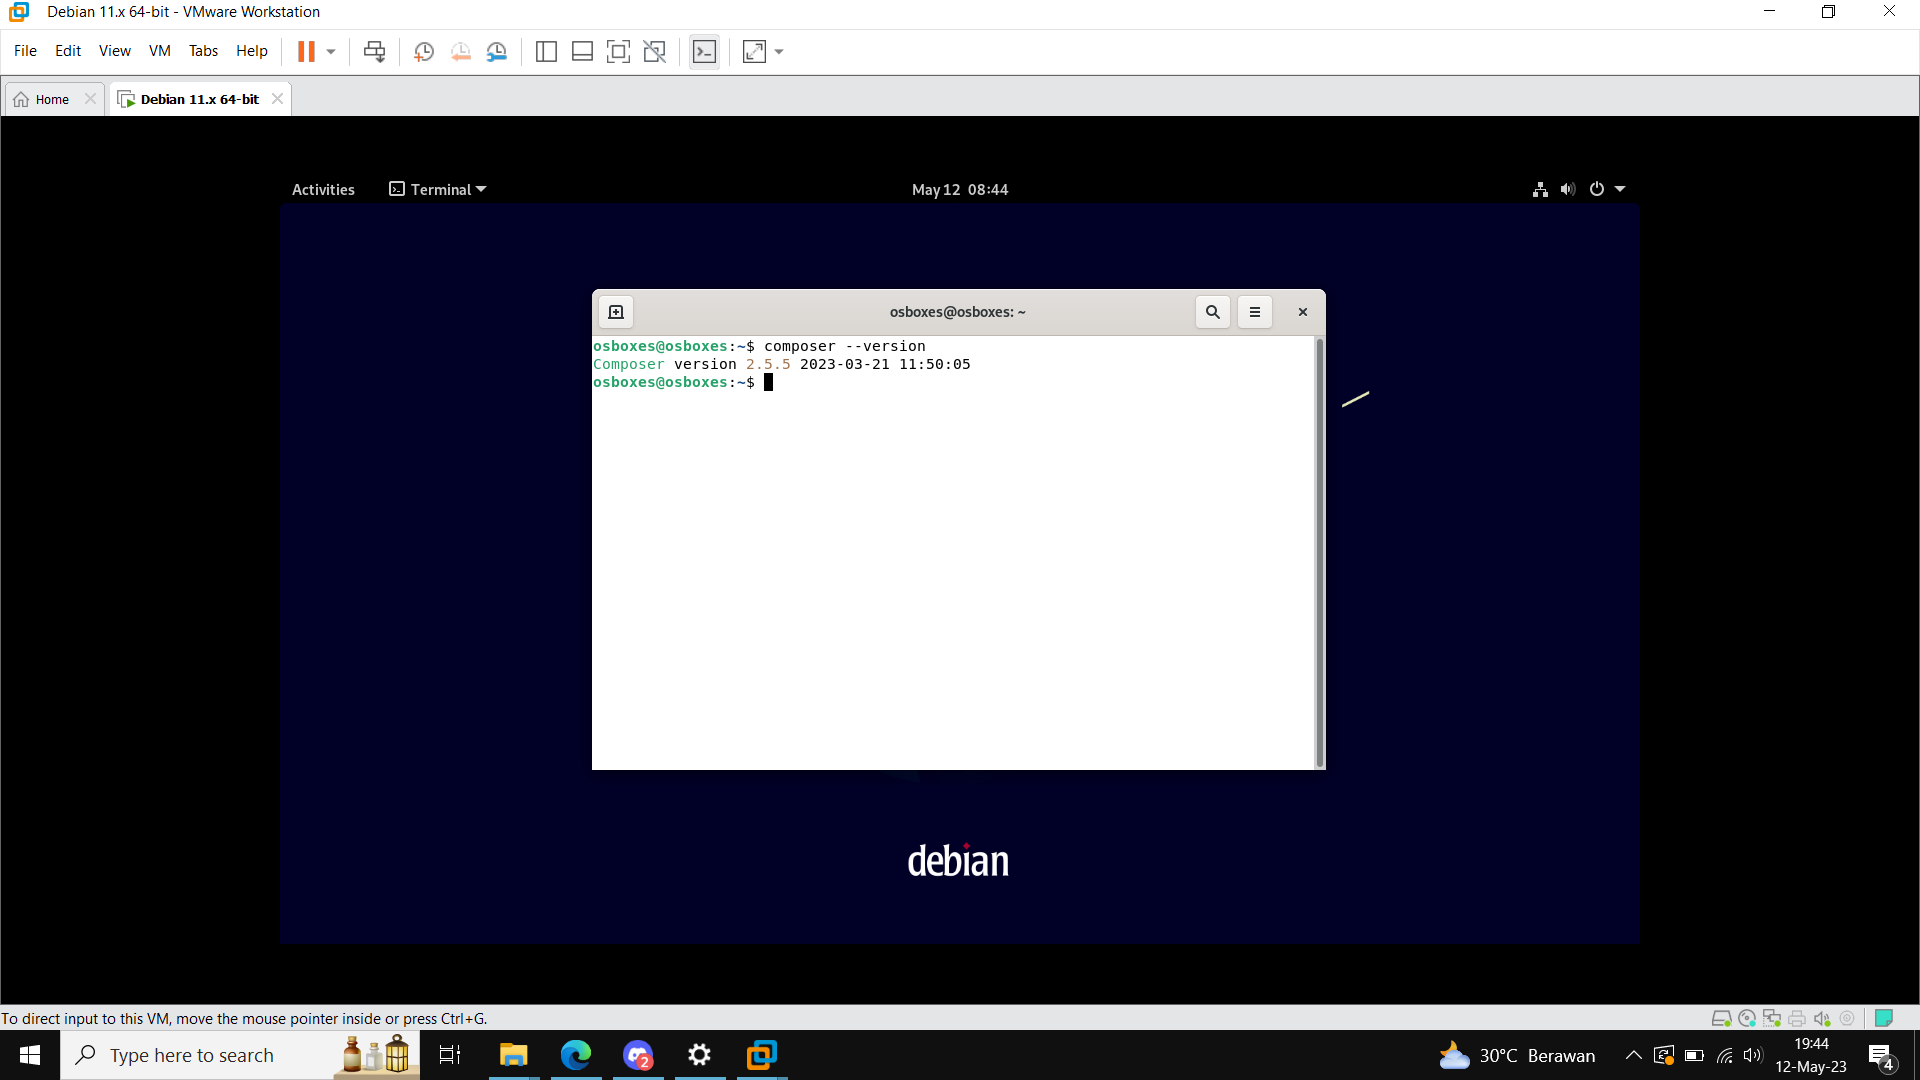 Debian 11.x 64-bit - VMware Workstation
File Edit View VM Tabs Help
Home Debian 11.x 64-bit
Activities Terminal May 12 08:44
osboxes@osboxes: ~
osboxes@osboxes:~$ composer --version
Composer version 2.5.5 2023-03-21 11:50:05
osboxes@osboxes:~$
debian
To direct input to this VM, move the mouse pointer inside or press Ctrl+G.
Type here to search 2 30°C Berawan 19:44
12-May-23 4